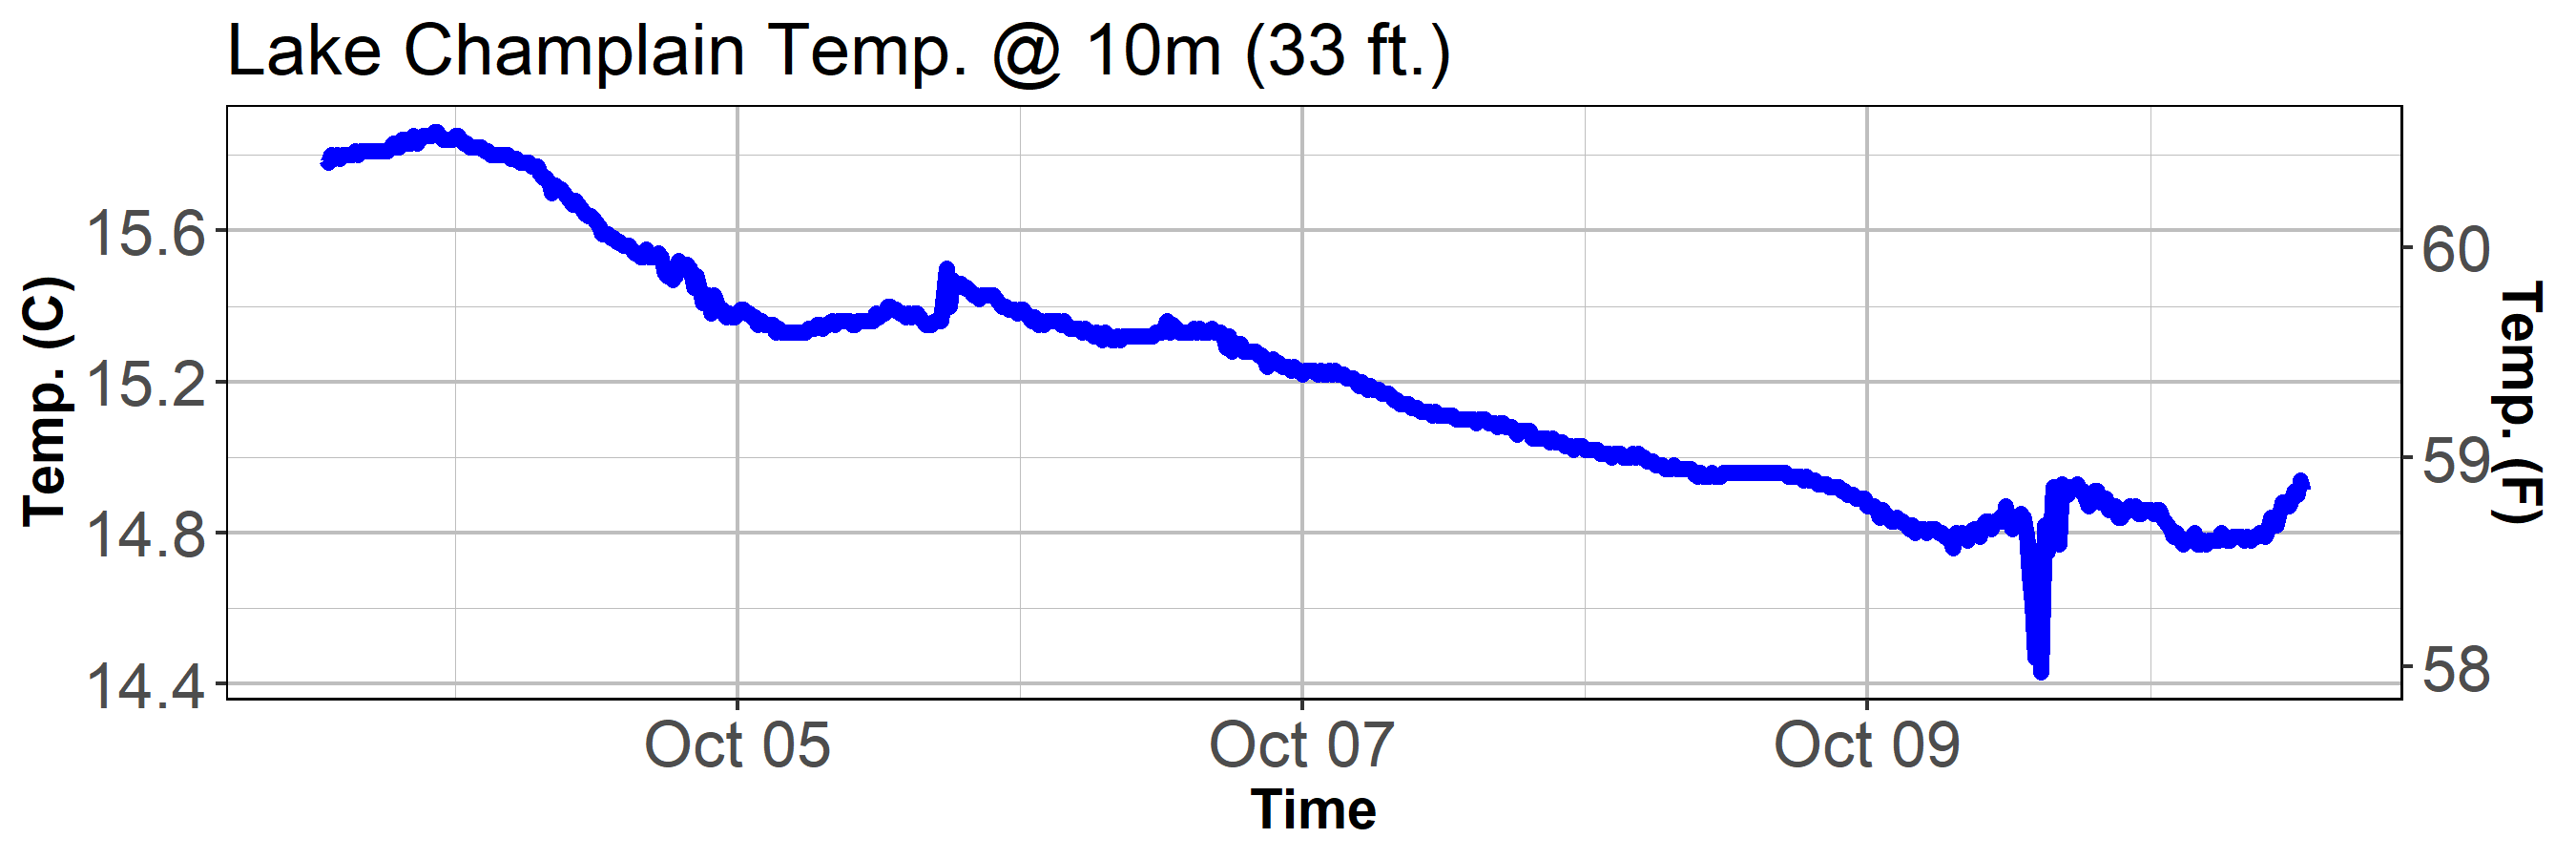 Lake Champlain Temp. @ 10m (33 ft.)
Temp. (C)
15.6
15.2
14.8
14.4
60
59
58
Temp. (F)
Oct 05 Oct 07 Oct 09
Time